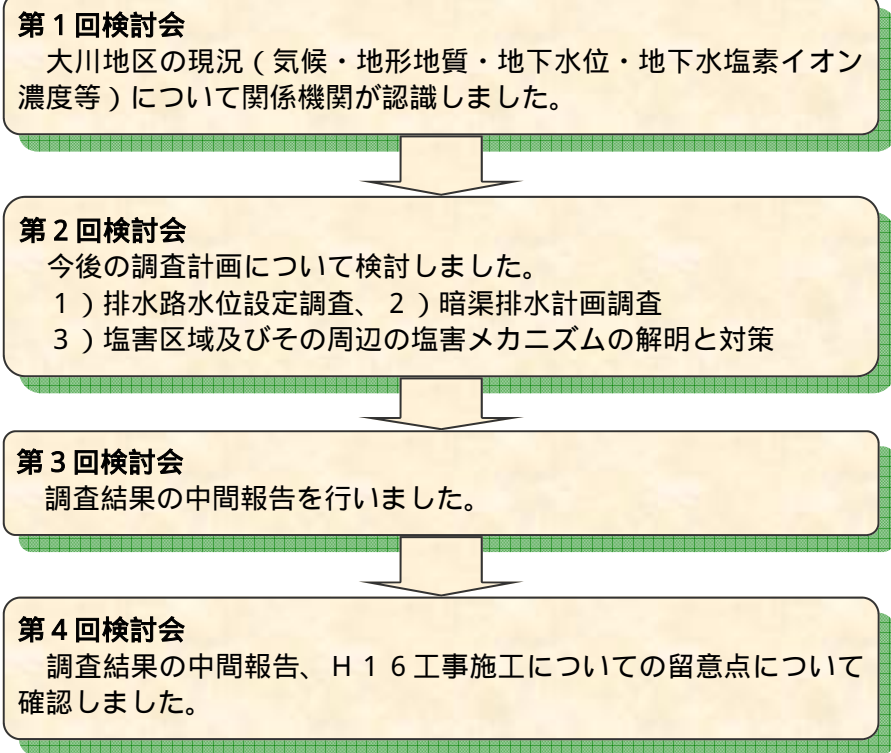 第１回検討会
　大川地区の現況（気候・地形地質・地下水位・地下水塩素イオン
濃度等）について関係機関が認識しました。
第２回検討会
　今後の調査計画について検討しました。
　１）排水路水位設定調査、２）暗渠排水計画調査
　３）塩害区域及びその周辺の塩害メカニズムの解明と対策
第３回検討会
　調査結果の中間報告を行いました。
第４回検討会
　調査結果の中間報告、Ｈ１６工事施工についての留意点について
確認しました。